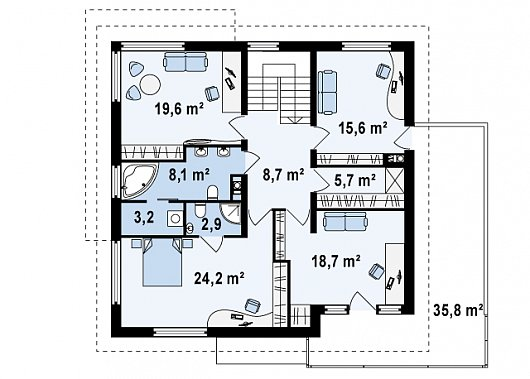 19,6 m²
15,6 m²
8,1 m²
8,7 m²
5,7 m²
3,2
2,9
24,2 m²
18,7 m²
35,8 m²